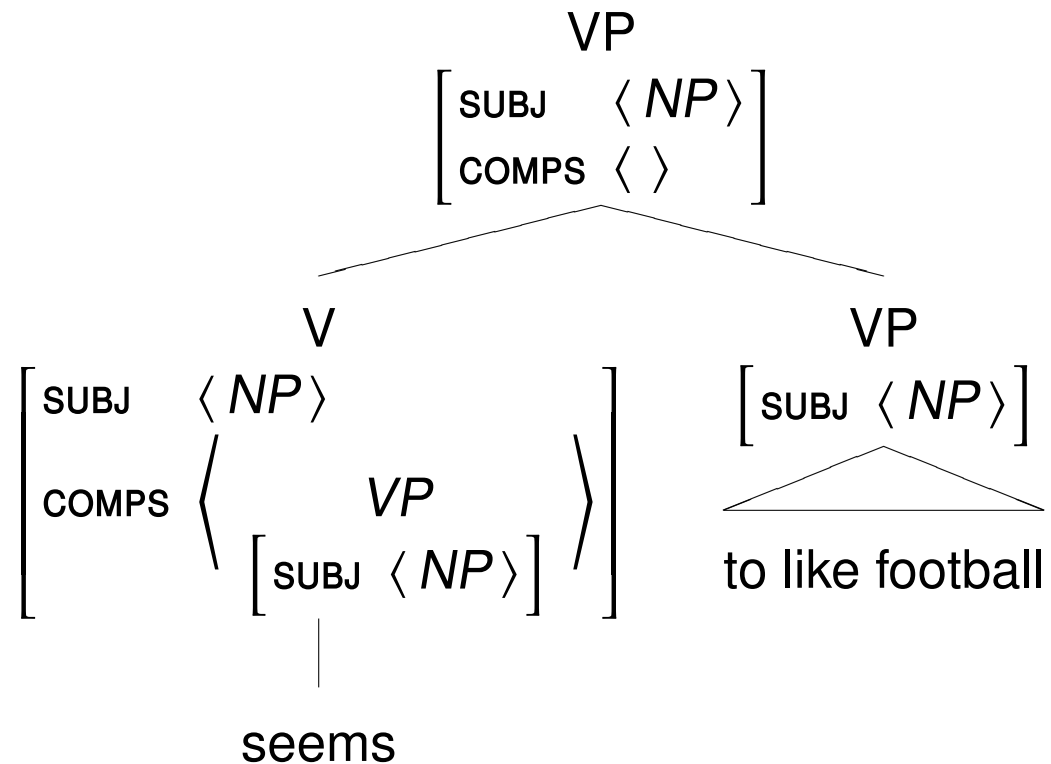 VP
SUBJ ⟨ NP ⟩
COMPS ⟨ ⟩
V
SUBJ ⟨ NP ⟩
COMPS ⟨ VP ⟩
[ SUBJ ⟨ NP ⟩ ]
seems
VP
[ SUBJ ⟨ NP ⟩ ]
to like football